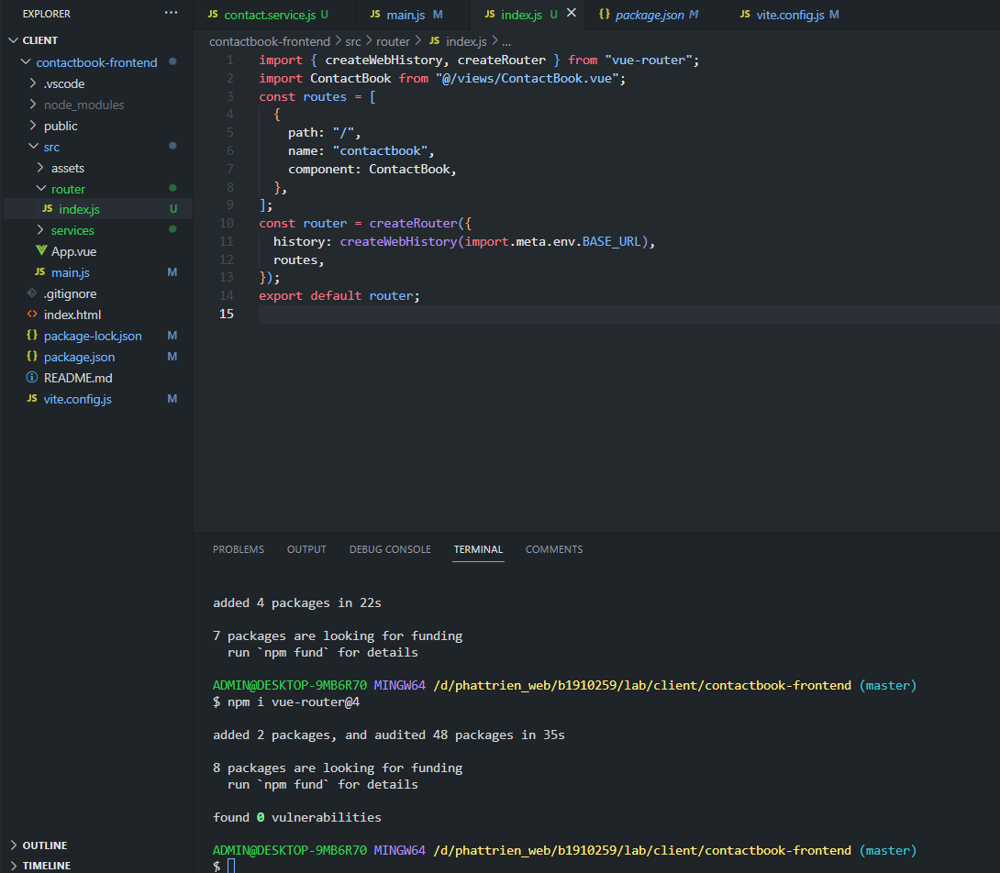 EXPLORER ...
CLIENT
contactbook-frontend
.vscode
node_modules
public
src
assets
router
JS index.js U
services
App.vue
JS main.js M
.gitignore
<> index.html
{} package-lock.json M
{} package.json M
README.md
JS vite.config.js M
OUTLINE
TIMELINE
JS contact.service.js U JS main.js M JS index.js U × {} package.json M JS vite.config.js M
contactbook-frontend > src > router > JS index.js > ...
1 import { createWebHistory, createRouter } from "vue-router";
2 import ContactBook from "@/views/ContactBook.vue";
3 const routes = [
4 {
5 path: "/",
6 name: "contactbook",
7 component: ContactBook,
8 },
9 ];
10 const router = createRouter({
11 history: createWebHistory(import.meta.env.BASE_URL),
12 routes,
13 });
14 export default router;
15
PROBLEMS OUTPUT DEBUG CONSOLE TERMINAL COMMENTS
added 4 packages in 22s
7 packages are looking for funding
run `npm fund` for details
ADMIN@DESKTOP-9MB6R70 MINGW64 /d/phattrien_web/b1910259/lab/client/contactbook-frontend (master)
$ npm i vue-router@4
added 2 packages, and audited 48 packages in 35s
8 packages are looking for funding
run `npm fund` for details
found 0 vulnerabilities
ADMIN@DESKTOP-9MB6R70 MINGW64 /d/phattrien_web/b1910259/lab/client/contactbook-frontend (master)
$